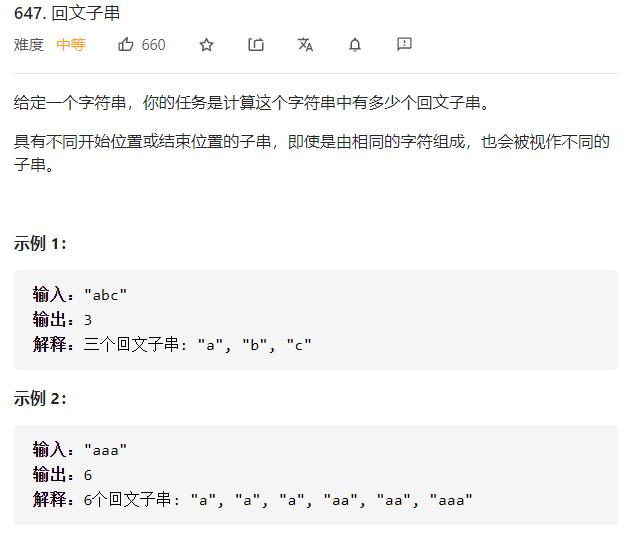 647. 回文子串
难度 中等 660
给定一个字符串，你的任务是计算这个字符串中有多少个回文子串。
具有不同开始位置或结束位置的子串，即使是由相同的字符组成，也会被视作不同的
子串。
示例 1：
输入："abc"
输出：3
解释：三个回文子串: "a", "b", "c"
示例 2：
输入："aaa"
输出：6
解释：6个回文子串: "a", "a", "a", "aa", "aa", "aaa"